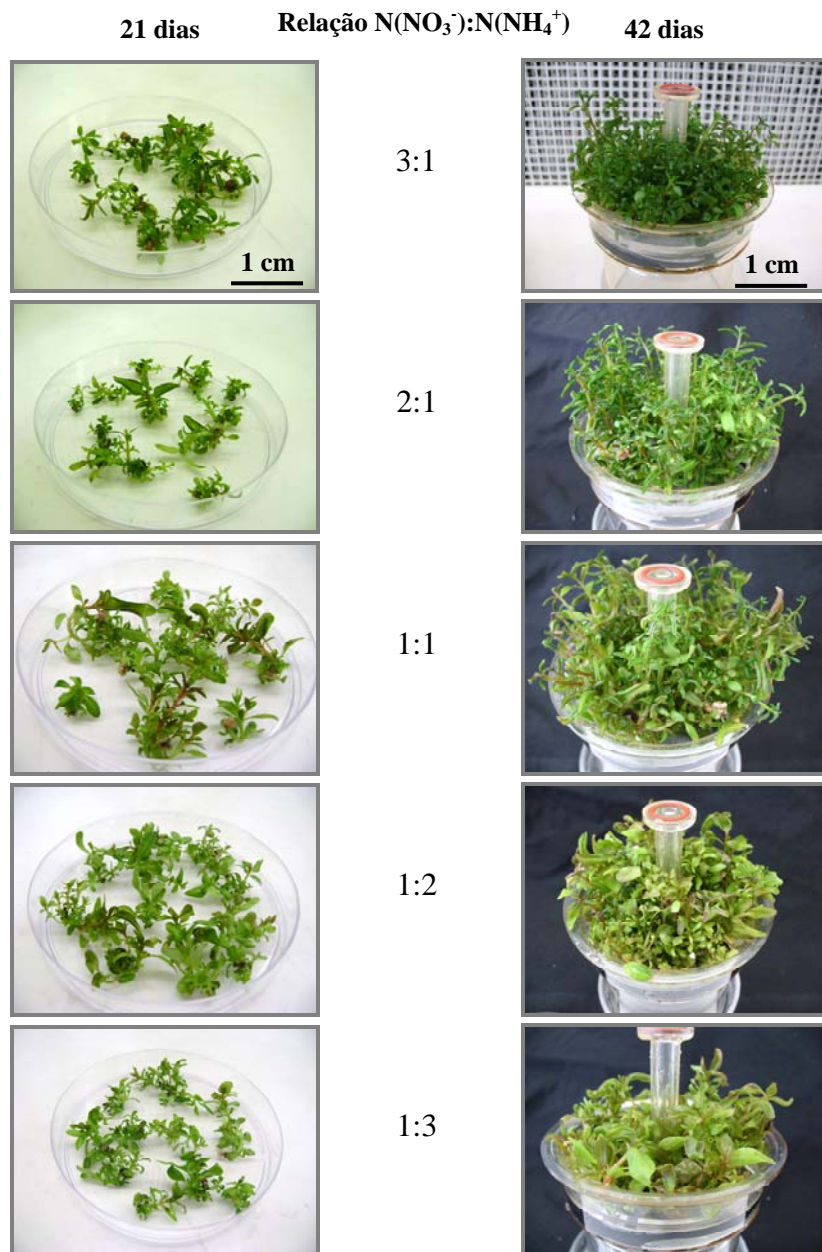 21 dias Relação N(NO₃⁻):N(NH₄⁺) 42 dias
3:1
1 cm 1 cm
2:1
1:1
1:2
1:3